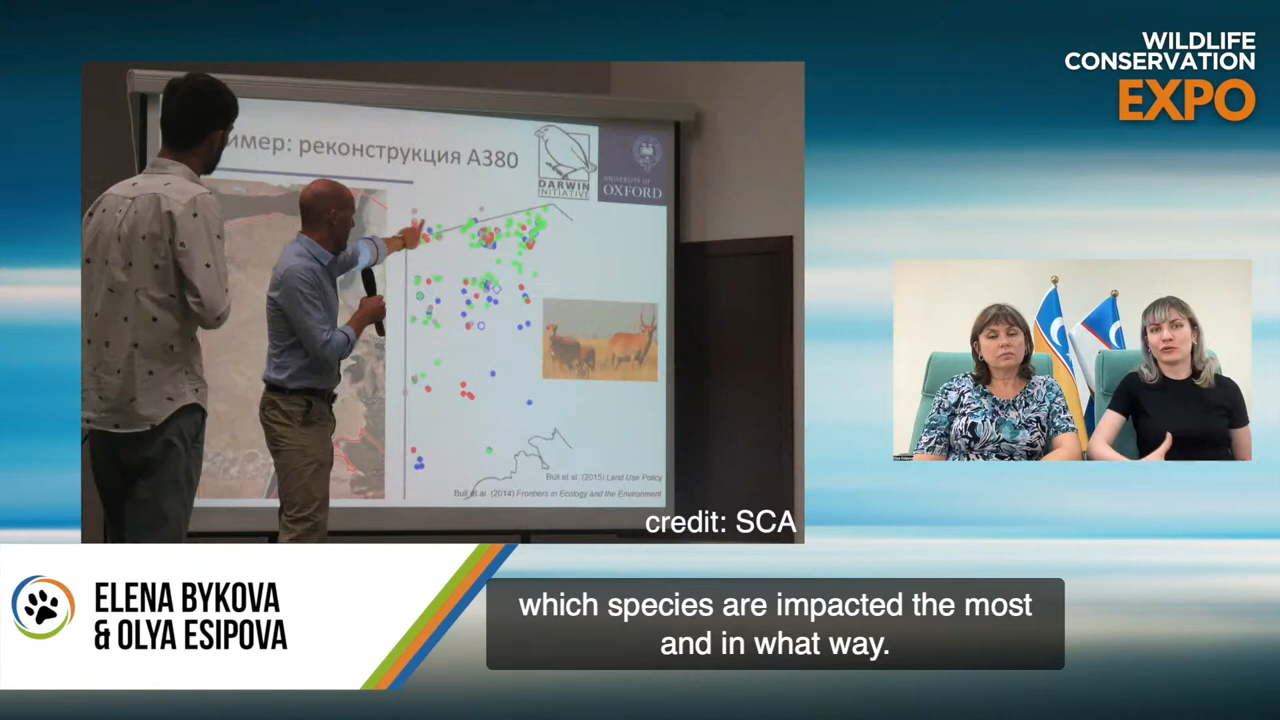 WILDLIFE
CONSERVATION
EXPO
имер: реконструкция А380
DARWIN
INITIATIVE
UNIVERSITY OF
OXFORD
Bull et al. (2015) Land Use Policy
Bull et al. (2014) Frontiers in Ecology and the Environment
credit: SCA
ELENA BYKOVA
& OLYA ESIPOVA
which species are impacted the most
and in what way.